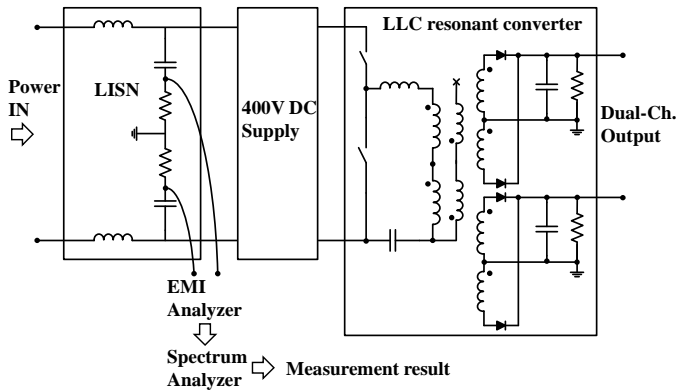 LLC resonant converter
Power
IN
LISN
400V DC
Supply
Dual-Ch.
Output
EMI
Analyzer
Spectrum
Analyzer
Measurement result